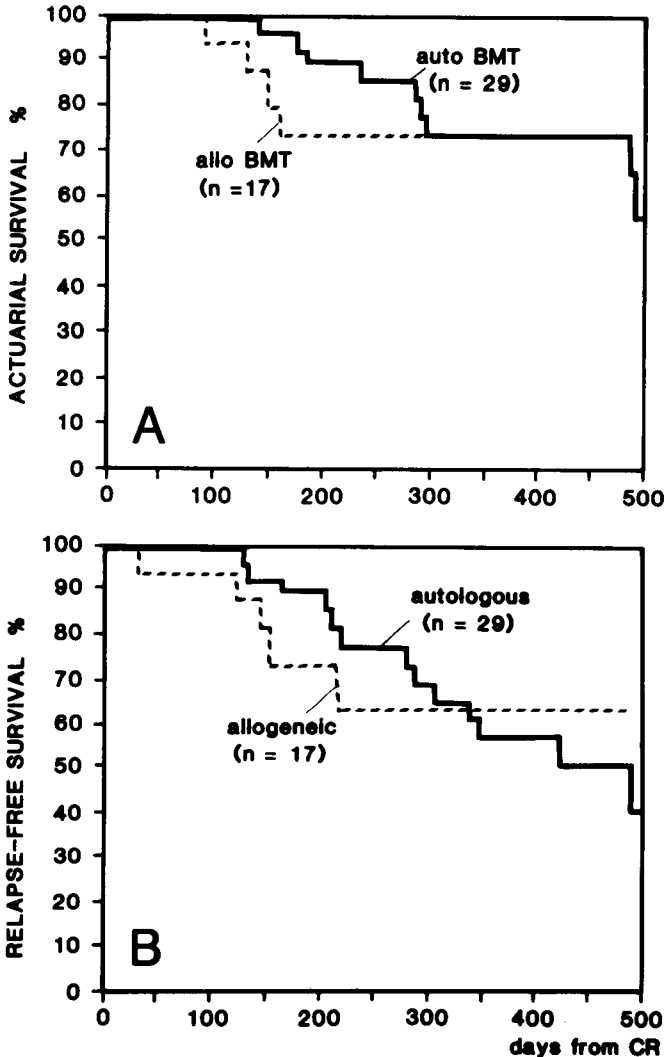 ACTUARIAL SURVIVAL %
100
90
80
70
60
50
40
30
20
10
0
auto BMT
(n = 29)
allo BMT
(n =17)
A
0 100 200 300 400 500
RELAPSE-FREE SURVIVAL %
100
90
80
70
60
50
40
30
20
10
0
autologous
(n = 29)
allogeneic
(n = 17)
B
0 100 200 300 400 500
days from CR